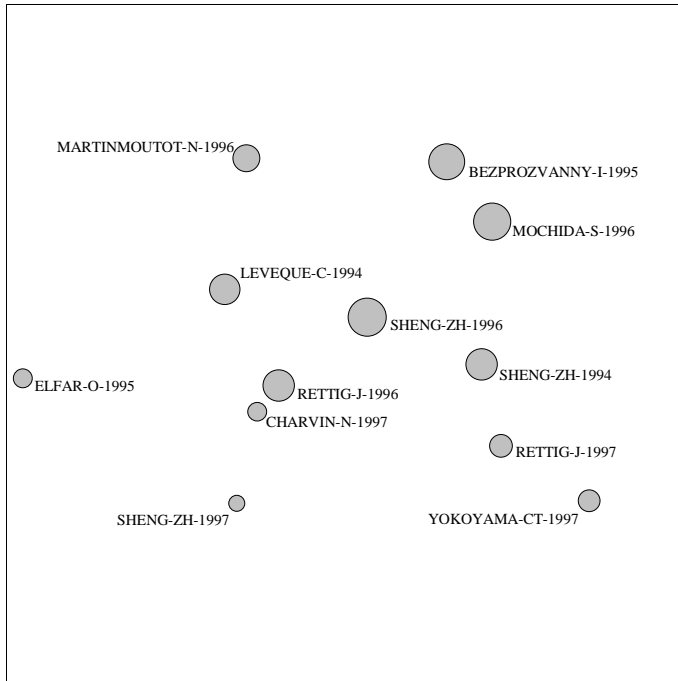 MARTINMOUTOT-N-1996
BEZPROZVANNY-I-1995
MOCHIDA-S-1996
LEVEQUE-C-1994
SHENG-ZH-1996
SHENG-ZH-1994
ELFAR-O-1995
RETTIG-J-1996
CHARVIN-N-1997
RETTIG-J-1997
SHENG-ZH-1997
YOKOYAMA-CT-1997